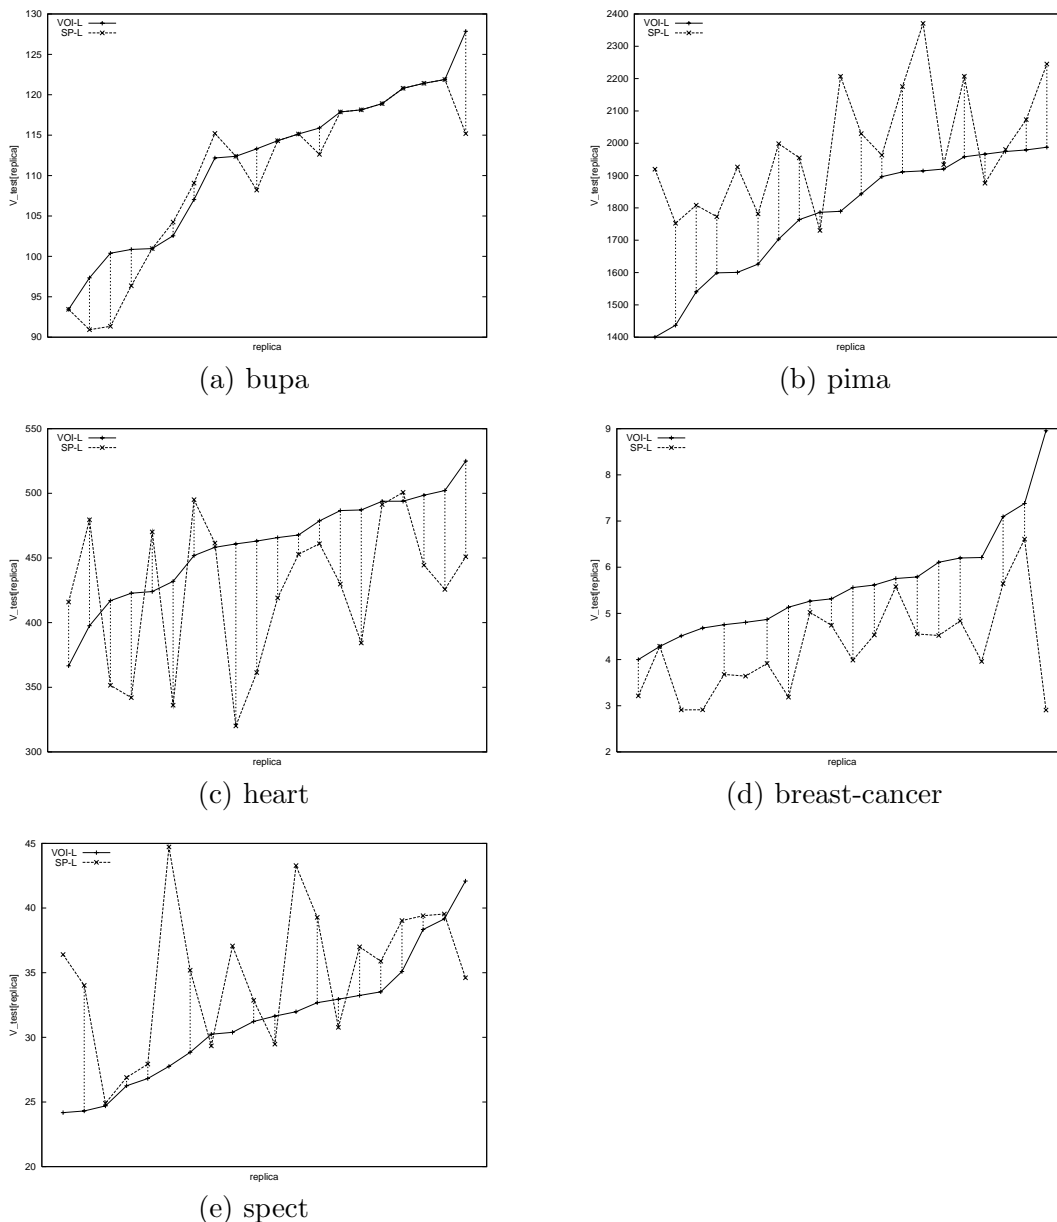 130
125
120
115
110
105
100
95
90
VOI-L
SP-L
V_test[replica]
replica
(a) bupa
2400
2300
2200
2100
2000
1900
1800
1700
1600
1500
1400
VOI-L
SP-L
V_test[replica]
replica
(b) pima
550
500
450
400
350
300
VOI-L
SP-L
V_test[replica]
replica
(c) heart
9
8
7
6
5
4
3
2
VOI-L
SP-L
V_test[replica]
replica
(d) breast-cancer
45
40
35
30
25
20
VOI-L
SP-L
V_test[replica]
replica
(e) spect